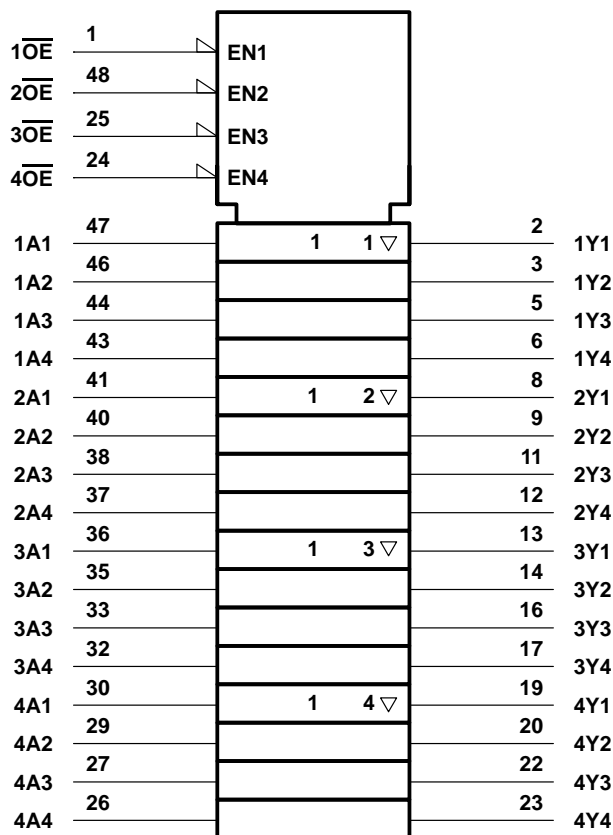 1O̅E̅ 1 EN1
2O̅E̅ 48 EN2
3O̅E̅ 25 EN3
4O̅E̅ 24 EN4
1A1 47 1 1 ▽ 2 1Y1
1A2 46 3 1Y2
1A3 44 5 1Y3
1A4 43 6 1Y4
2A1 41 1 2 ▽ 8 2Y1
2A2 40 9 2Y2
2A3 38 11 2Y3
2A4 37 12 2Y4
3A1 36 1 3 ▽ 13 3Y1
3A2 35 14 3Y2
3A3 33 16 3Y3
3A4 32 17 3Y4
4A1 30 1 4 ▽ 19 4Y1
4A2 29 20 4Y2
4A3 27 22 4Y3
4A4 26 23 4Y4